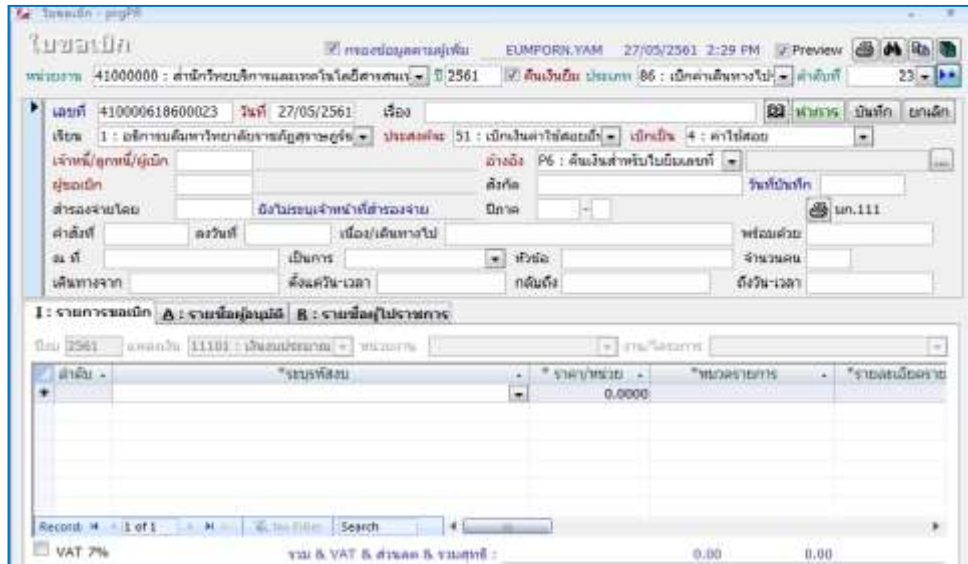 ใบขอเบิก - prgPR
ใบขอเบิก กรองข้อมูลตามผู้เพิ่ม EUMPORN.YAM 27/05/2561 2:29 PM Preview
หน่วยงาน 41000000 : สำนักวิทยบริการและเทคโนโลยีสารสนเ ปี 2561 คืนเงินยืม ประเภท 86 : เบิกค่าเดินทางไป ลำดับที่ 23
เลขที่ 410000618600023 วันที่ 27/05/2561 เรื่อง ทำการ บันทึก ยกเลิก
เรียน 1 : อธิการบดีมหาวิทยาลัยราชภัฏสุราษฎร์ธ ประสงค์จะ 51 : เบิกเงินค่าใช้สอย เบิกเป็น 4 : ค่าใช้สอย
เจ้าหนี้/ลูกหนี้/ผู้เบิก อ้างอิง P6 : คืนเงินสำหรับใบยืมเลขที่ ...
ผู้ขอเบิก สังกัด วันที่บันทึก
สำรองจ่ายโดย ยังไม่ระบุเจ้าหน้าที่สำรองจ่าย ปีภาค - มก.111
คำสั่งที่ ลงวันที่ เนื่อง/เดินทางไป พร้อมด้วย
ณ ที่ เป็นการ หัวข้อ จำนวนคน
เดินทางจาก ตั้งแต่วัน-เวลา กลับถึง ถึงวัน-เวลา
I : รายการขอเบิก A : รายชื่อผู้อนุมัติ R : รายชื่อผู้ไปราชการ
ปีงบ 2561 แหลดเงิน 11101 : เงินงบประมาณ หน่วยงาน งาน/โครงการ
ลำดับ *ระบุรหัสงบ * ราคา/หน่วย *หมวดรายการ *รายละเอียดราย
* 0.0000
Record: 1 of 1 No Filter Search
VAT 7% รวม & VAT & ส่วนลด & รวมสุทธิ : 0.00 0.00